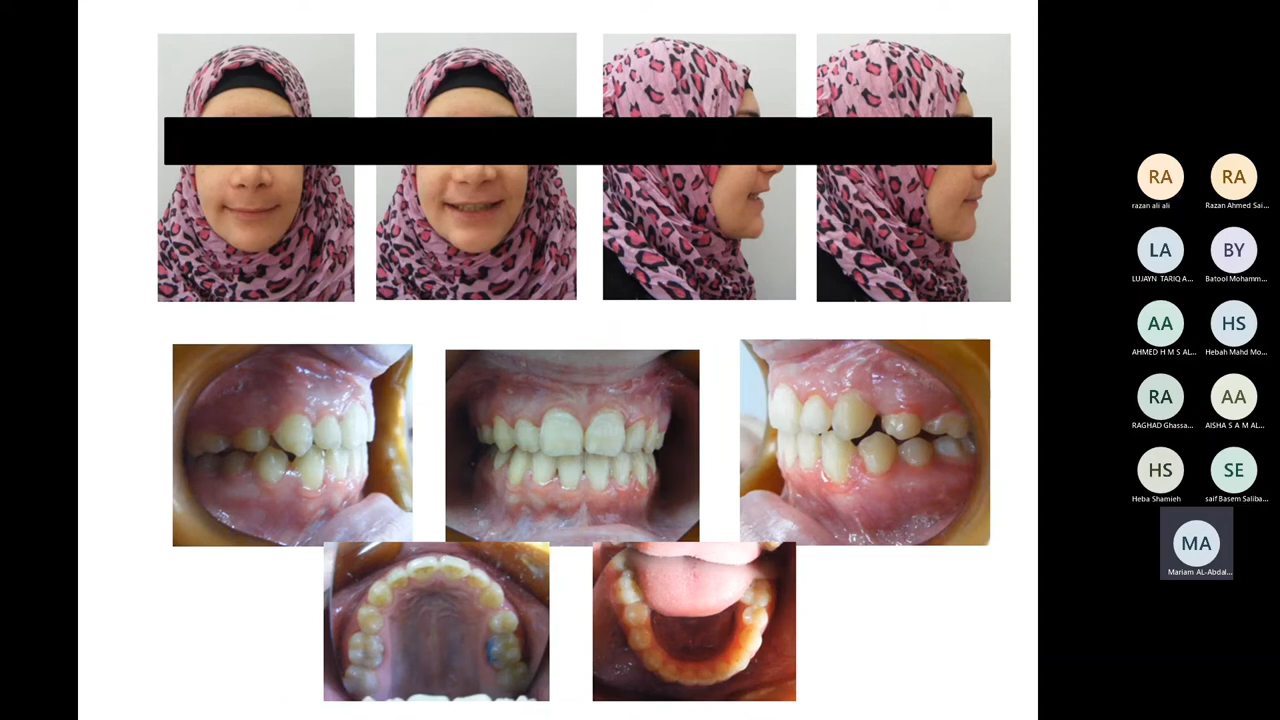 RA
RA
razan ali ali
Razan Ahmed Sai...
LA
BY
LUJAYN TARIQ A...
Batool Mohamm...
AA
HS
AHMED H M S AL...
Hebah Mahd Mo...
RA
AA
RAGHAD Ghassa...
AISHA S A M AL...
HS
SE
Heba Shamieh
saif Basem Saliba...
MA
Mariam AL-Abdal...